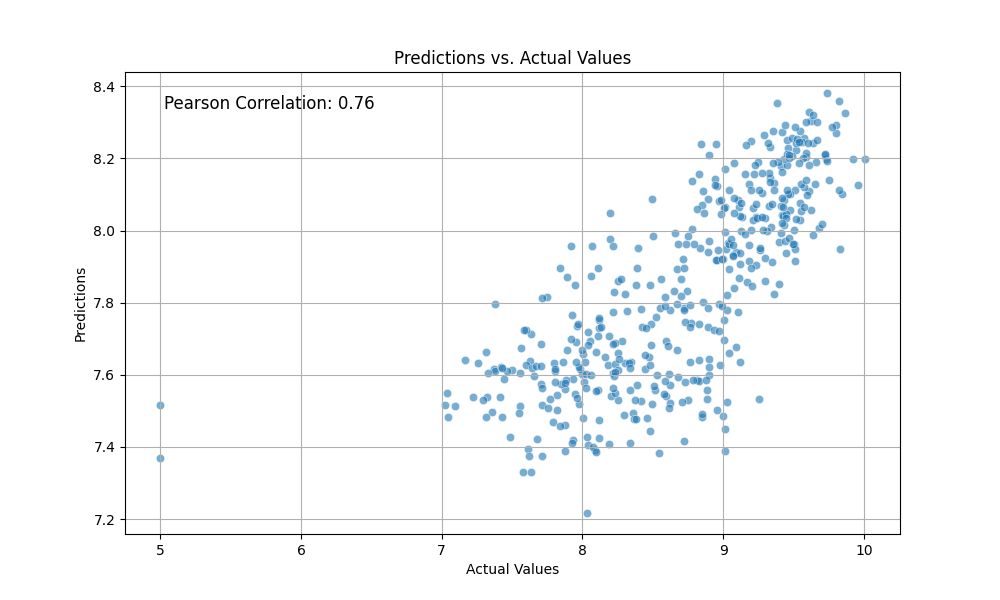 Predictions vs. Actual Values
Pearson Correlation: 0.76
8.4
8.2
8.0
7.8
7.6
7.4
7.2
Predictions
5 6 7 8 9 10
Actual Values